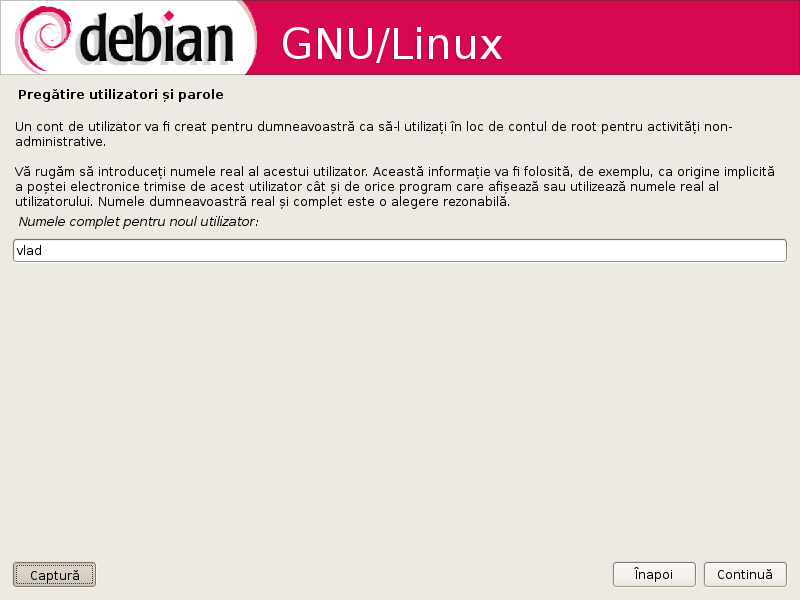 debian GNU/Linux
Pregătire utilizatori și parole
Un cont de utilizator va fi creat pentru dumneavoastră ca să-l utilizați în loc de contul de root pentru activități non-
administrative.
Vă rugăm să introduceți numele real al acestui utilizator. Această informație va fi folosită, de exemplu, ca origine implicită
a poștei electronice trimise de acest utilizator cât și de orice program care afișează sau utilizează numele real al
utilizatorului. Numele dumneavoastră real și complet este o alegere rezonabilă.
Numele complet pentru noul utilizator:
vlad
Captură Înapoi Continuă